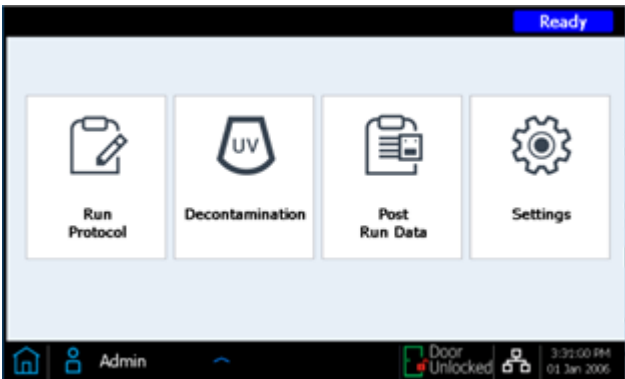 Ready
UV
Run
Protocol
Decontamination
Post
Run Data
Settings
Admin
Door
Unlocked
3:31:00 PM
01 Jan 2006